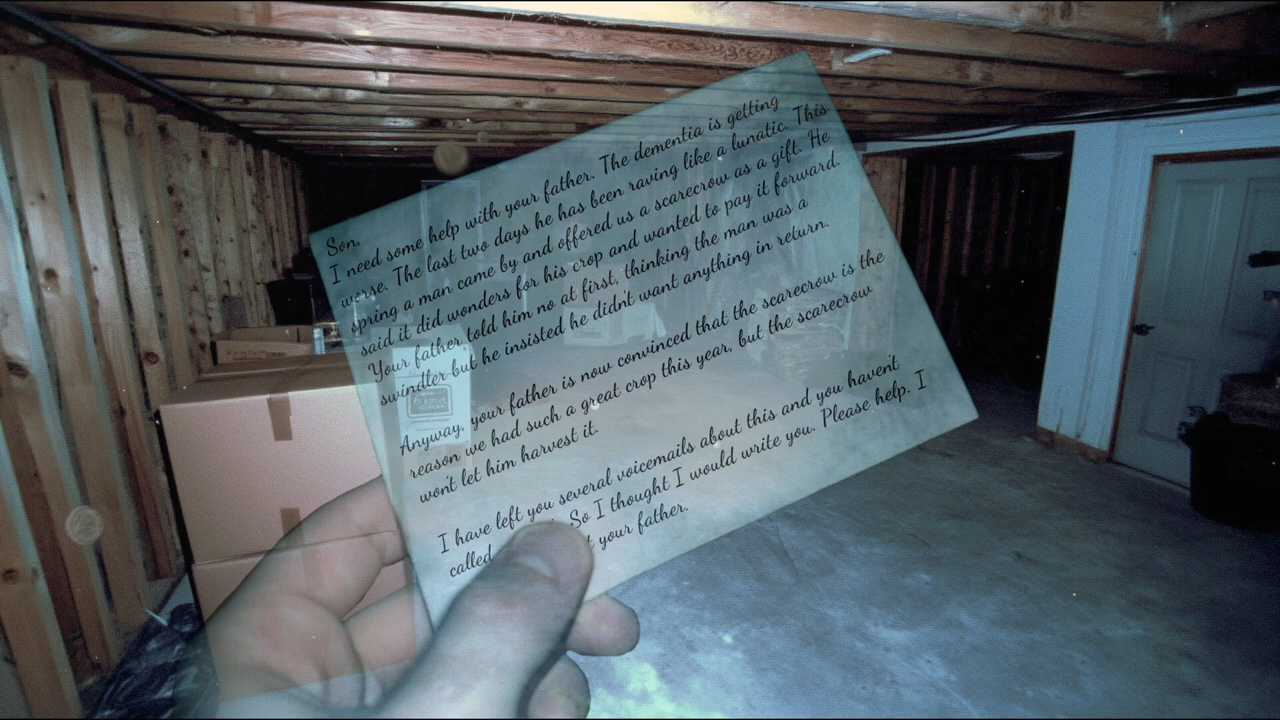 Son,
I need some help with your father. The dementia is getting
worse. The last two days he has been raving like a lunatic. This
spring a man came by and offered us a scarecrow as a gift. He
said it did wonders for his crop and wanted to pay it forward.
Your father told him no at first, thinking the man was a
swindler but he insisted he didnt want anything in return.
Anyway, your father is now convinced that the scarecrow is the
reason we had such a great crop this year, but the scarecrow
wont let him harvest it.
I have left you several voicemails about this and you havent
called So I thought I would write you. Please help. I
your father.